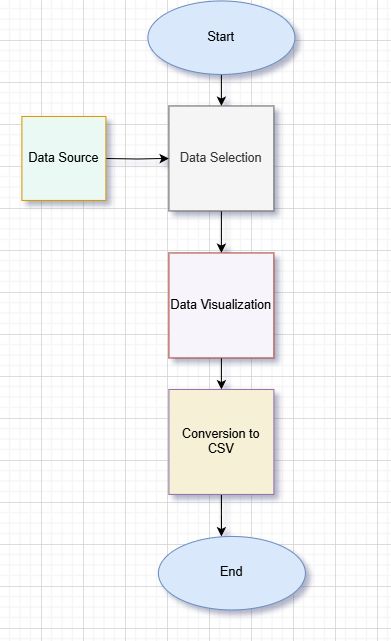 Start
Data Source
Data Selection
Data Visualization
Conversion to
CSV
End